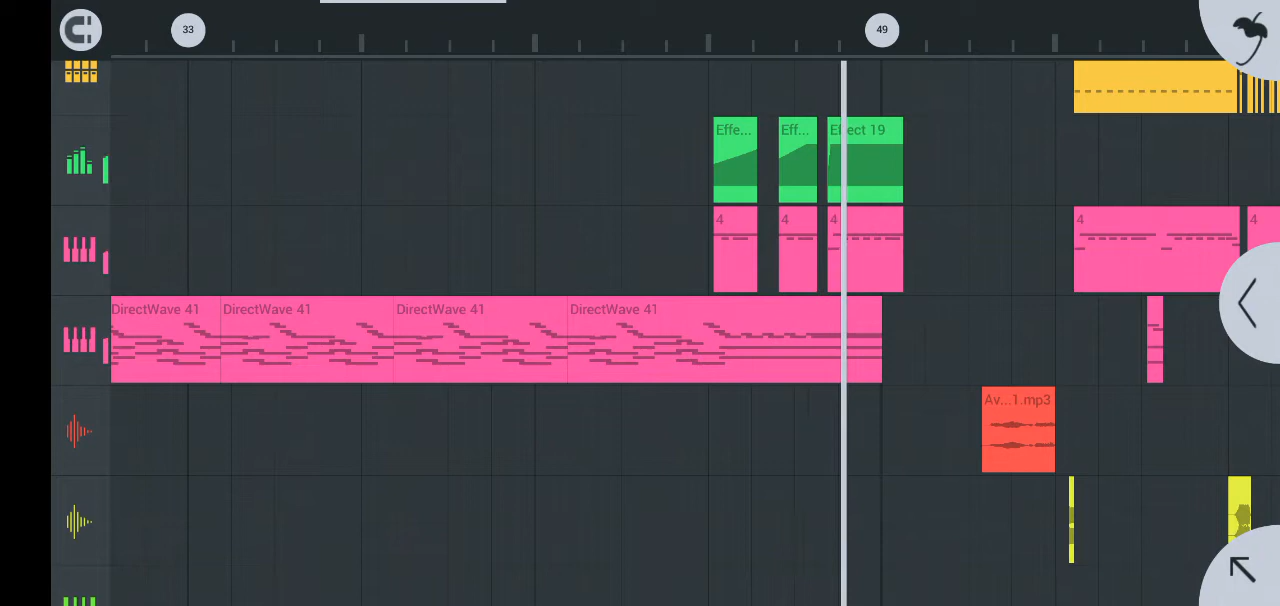 33
49
Effe...
Eff...
Effect 19
4
4
4
4
4
DirectWave 41
DirectWave 41
DirectWave 41
DirectWave 41
Av...1.mp3